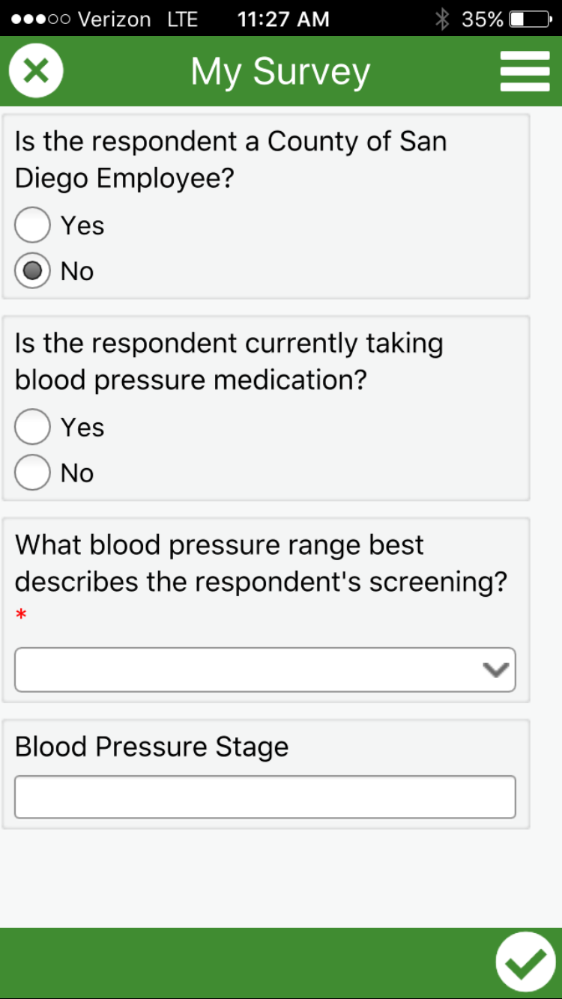 Verizon LTE 11:27 AM 35%
My Survey
Is the respondent a County of San
Diego Employee?
Yes
No
Is the respondent currently taking
blood pressure medication?
Yes
No
What blood pressure range best
describes the respondent's screening?
*
Blood Pressure Stage